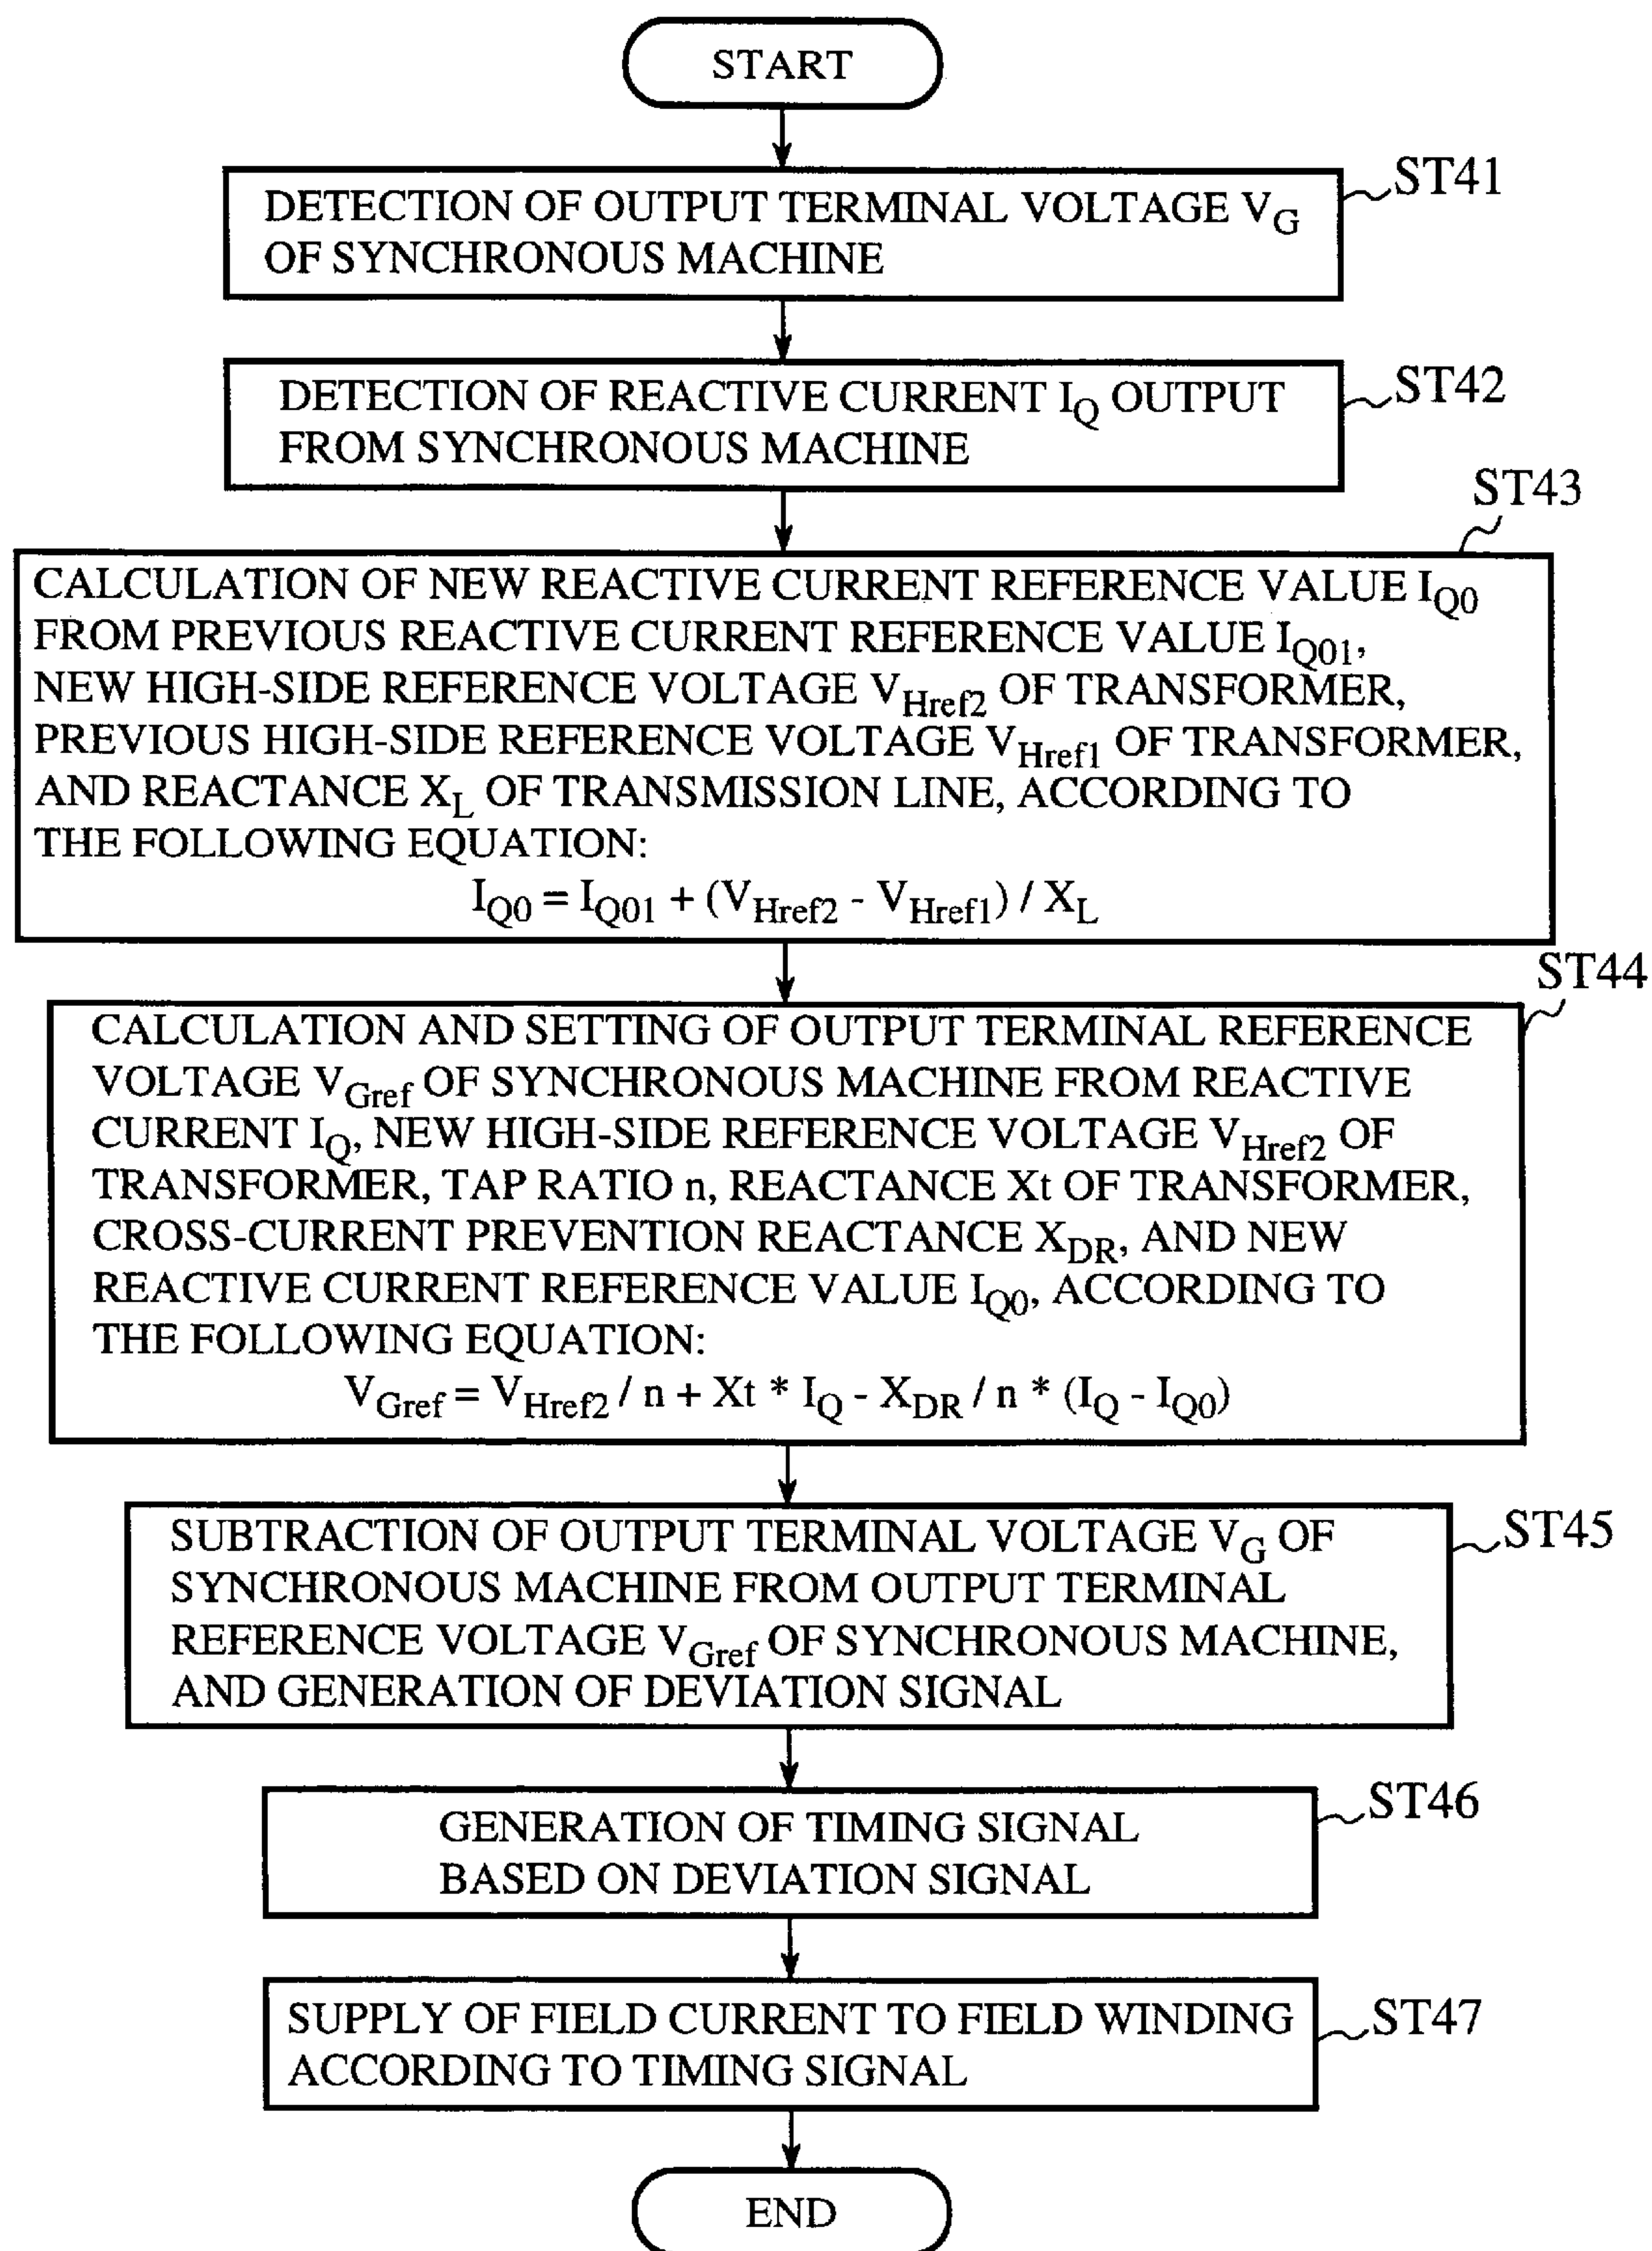 START
ST41
DETECTION OF OUTPUT TERMINAL VOLTAGE V_G
OF SYNCHRONOUS MACHINE
ST42
DETECTION OF REACTIVE CURRENT I_Q OUTPUT
FROM SYNCHRONOUS MACHINE
ST43
CALCULATION OF NEW REACTIVE CURRENT REFERENCE VALUE I_Q0
FROM PREVIOUS REACTIVE CURRENT REFERENCE VALUE I_Q01,
NEW HIGH-SIDE REFERENCE VOLTAGE V_Href2 OF TRANSFORMER,
PREVIOUS HIGH-SIDE REFERENCE VOLTAGE V_Href1 OF TRANSFORMER,
AND REACTANCE X_L OF TRANSMISSION LINE, ACCORDING TO
THE FOLLOWING EQUATION:
I_Q0 = I_Q01 + (V_Href2 - V_Href1) / X_L
ST44
CALCULATION AND SETTING OF OUTPUT TERMINAL REFERENCE
VOLTAGE V_Gref OF SYNCHRONOUS MACHINE FROM REACTIVE
CURRENT I_Q, NEW HIGH-SIDE REFERENCE VOLTAGE V_Href2 OF
TRANSFORMER, TAP RATIO n, REACTANCE Xt OF TRANSFORMER,
CROSS-CURRENT PREVENTION REACTANCE X_DR, AND NEW
REACTIVE CURRENT REFERENCE VALUE I_Q0, ACCORDING TO
THE FOLLOWING EQUATION:
V_Gref = V_Href2 / n + Xt * I_Q - X_DR / n * (I_Q - I_Q0)
ST45
SUBTRACTION OF OUTPUT TERMINAL VOLTAGE V_G OF
SYNCHRONOUS MACHINE FROM OUTPUT TERMINAL
REFERENCE VOLTAGE V_Gref OF SYNCHRONOUS MACHINE,
AND GENERATION OF DEVIATION SIGNAL
ST46
GENERATION OF TIMING SIGNAL
BASED ON DEVIATION SIGNAL
ST47
SUPPLY OF FIELD CURRENT TO FIELD WINDING
ACCORDING TO TIMING SIGNAL
END